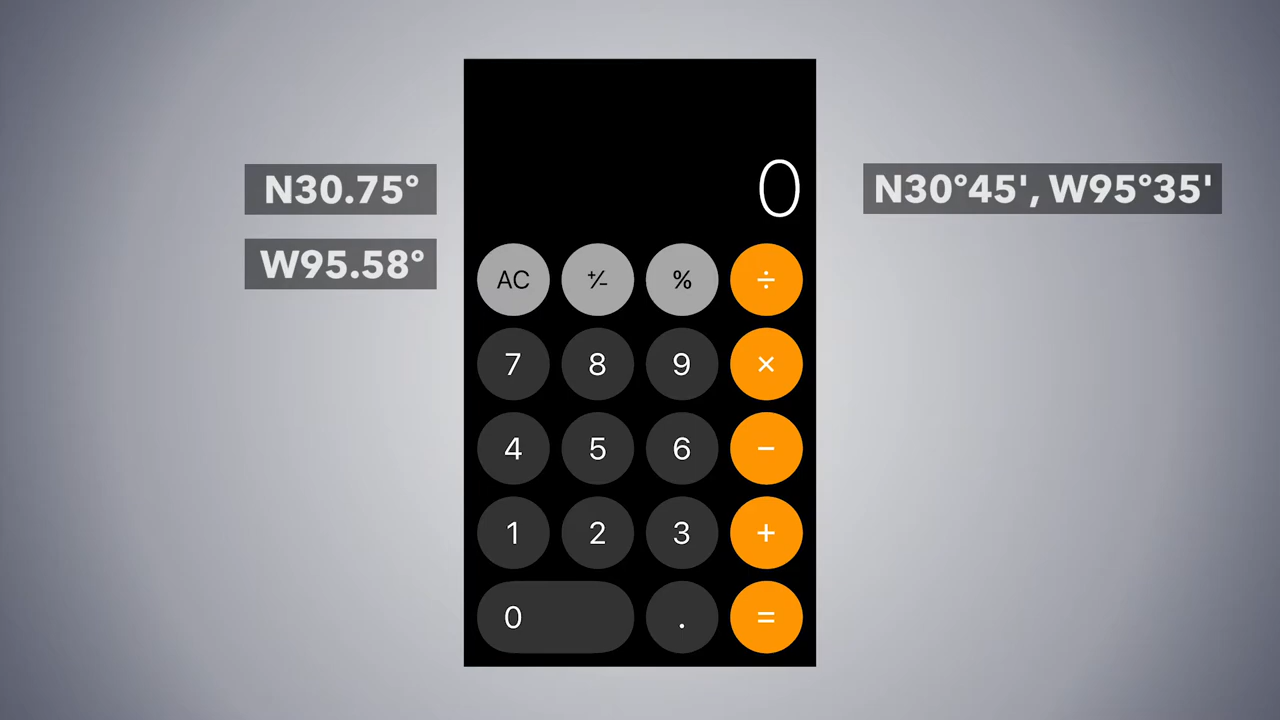 N30.75°
W95.58°
0
N30°45', W95°35'
AC ⁺⁄₋ % ÷
7 8 9 ×
4 5 6 −
1 2 3 +
0 . =